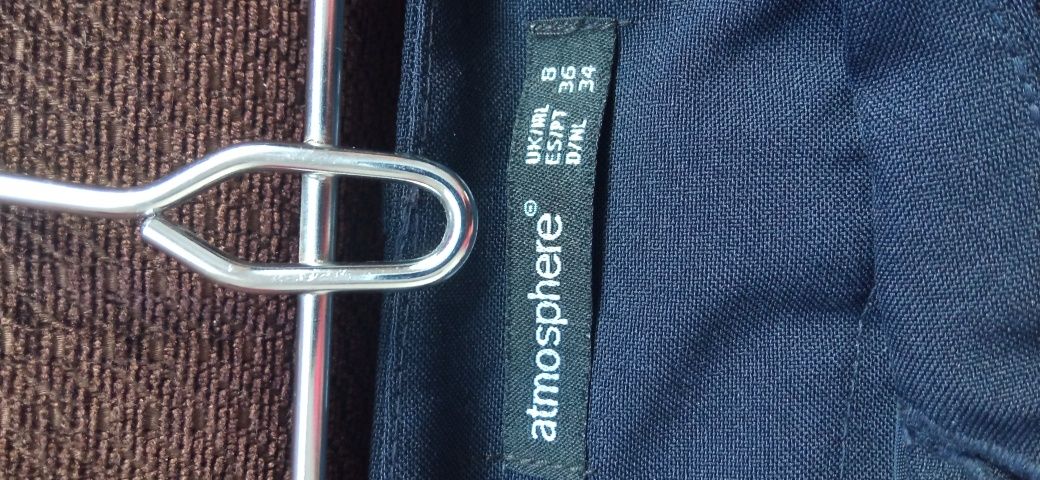 atmosphere®
UK/IRL 8
ES/PT 36
D/NL 34